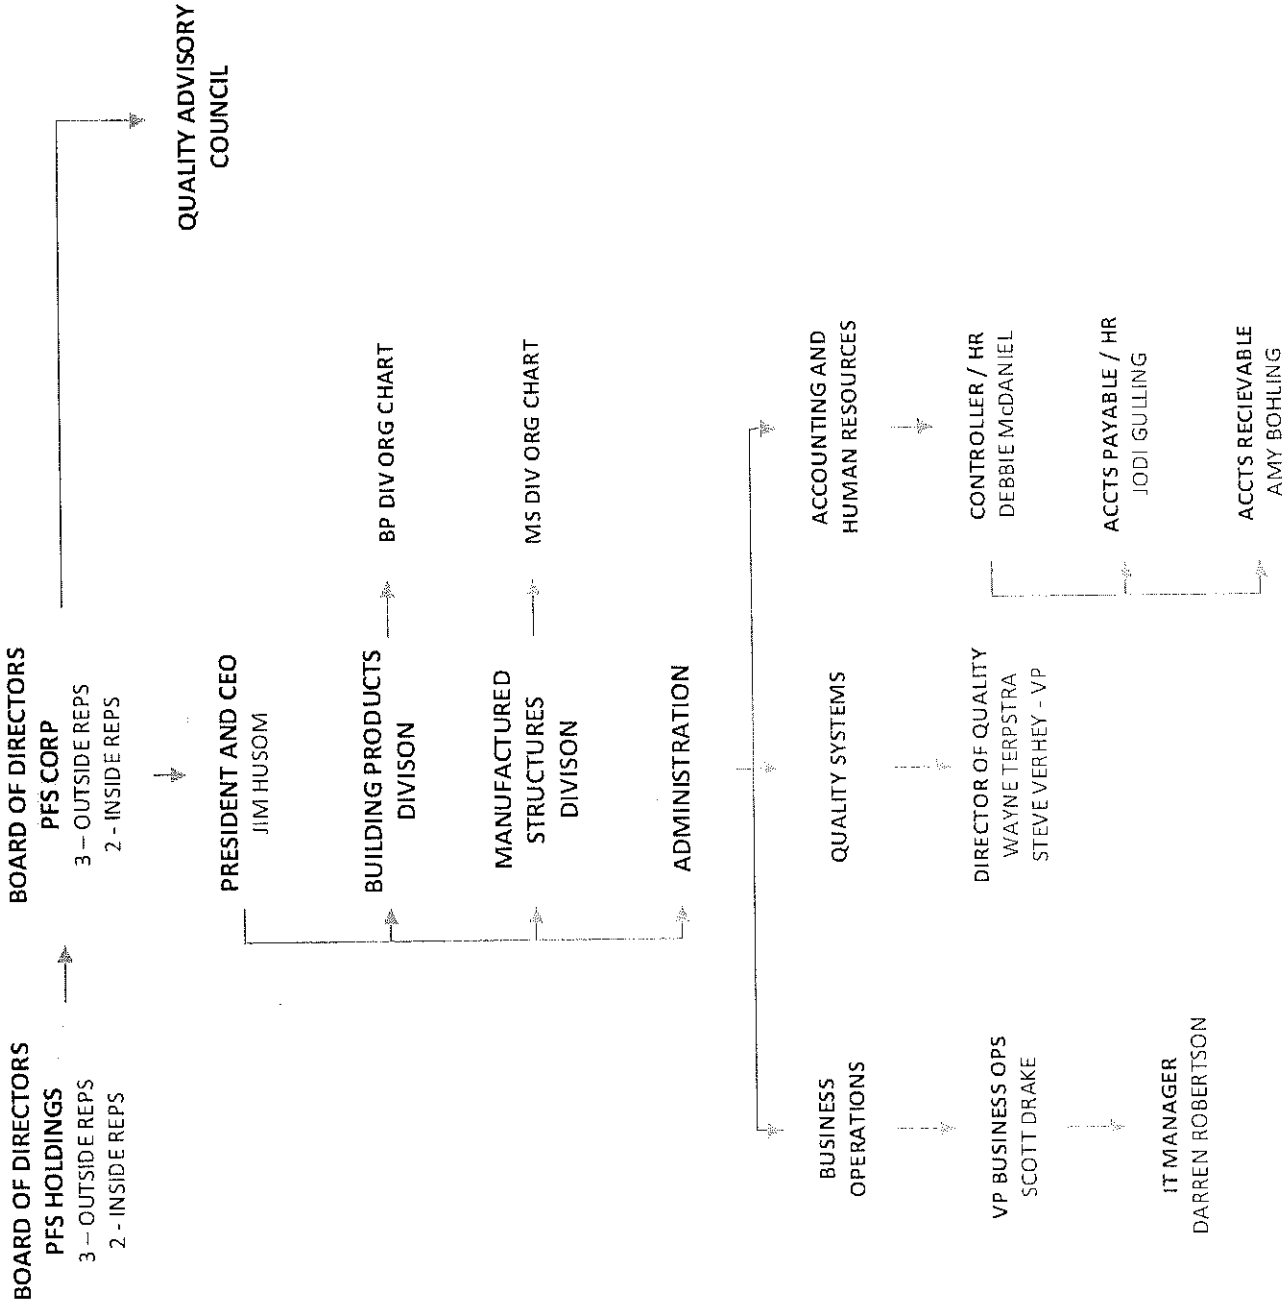 BOARD OF DIRECTORS
PFS HOLDINGS
3 – OUTSIDE REPS
2 - INSIDE REPS
BOARD OF DIRECTORS
PFS CORP
3 – OUTSIDE REPS
2 - INSIDE REPS
QUALITY ADVISORY
COUNCIL
PRESIDENT AND CEO
JIM HUSOM
BUILDING PRODUCTS
DIVISON
BP DIV ORG CHART
MANUFACTURED
STRUCTURES
DIVISON
MS DIV ORG CHART
ADMINISTRATION
BUSINESS
OPERATIONS
QUALITY SYSTEMS
ACCOUNTING AND
HUMAN RESOURCES
VP BUSINESS OPS
SCOTT DRAKE
DIRECTOR OF QUALITY
WAYNE TERPSTRA
STEVE VERHEY - VP
CONTROLLER / HR
DEBBIE McDANIEL
ACCTS PAYABLE / HR
JODI GULLING
IT MANAGER
DARREN ROBERTSON
ACCTS RECIEVABLE
AMY BOHLING